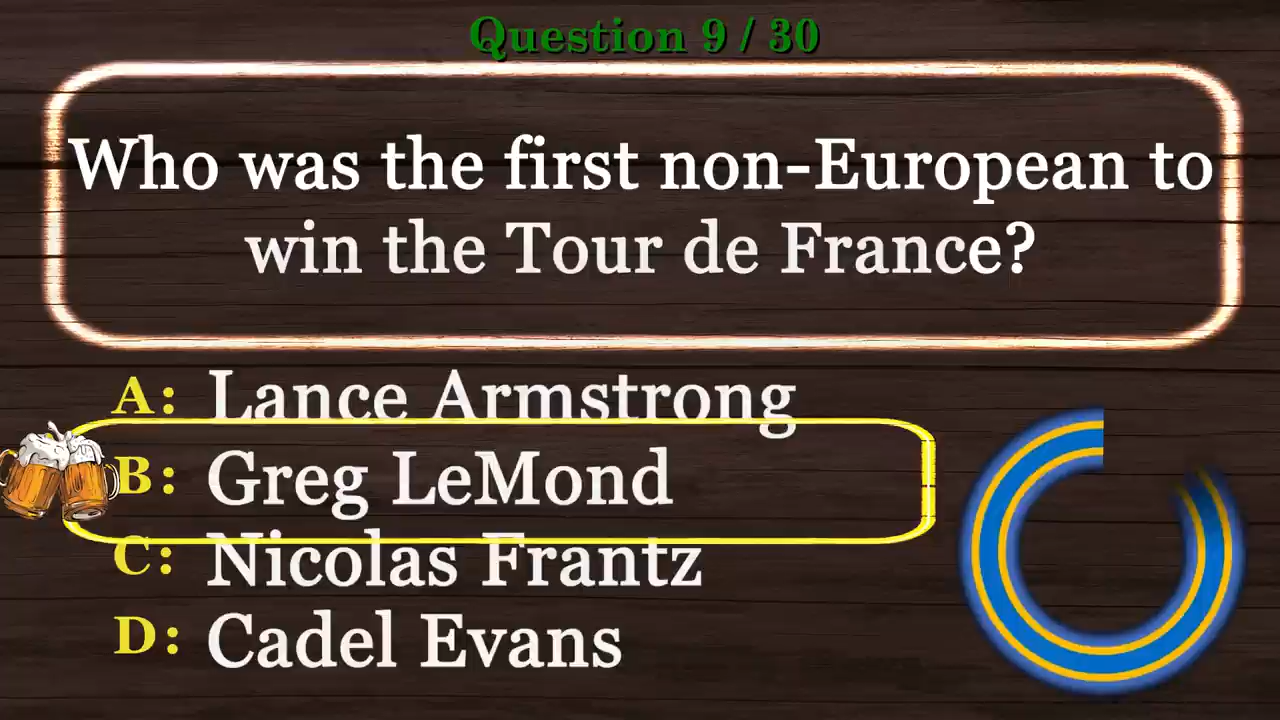 Question 9 / 30
Who was the first non-European to
win the Tour de France?
A: Lance Armstrong
B: Greg LeMond
C: Nicolas Frantz
D: Cadel Evans